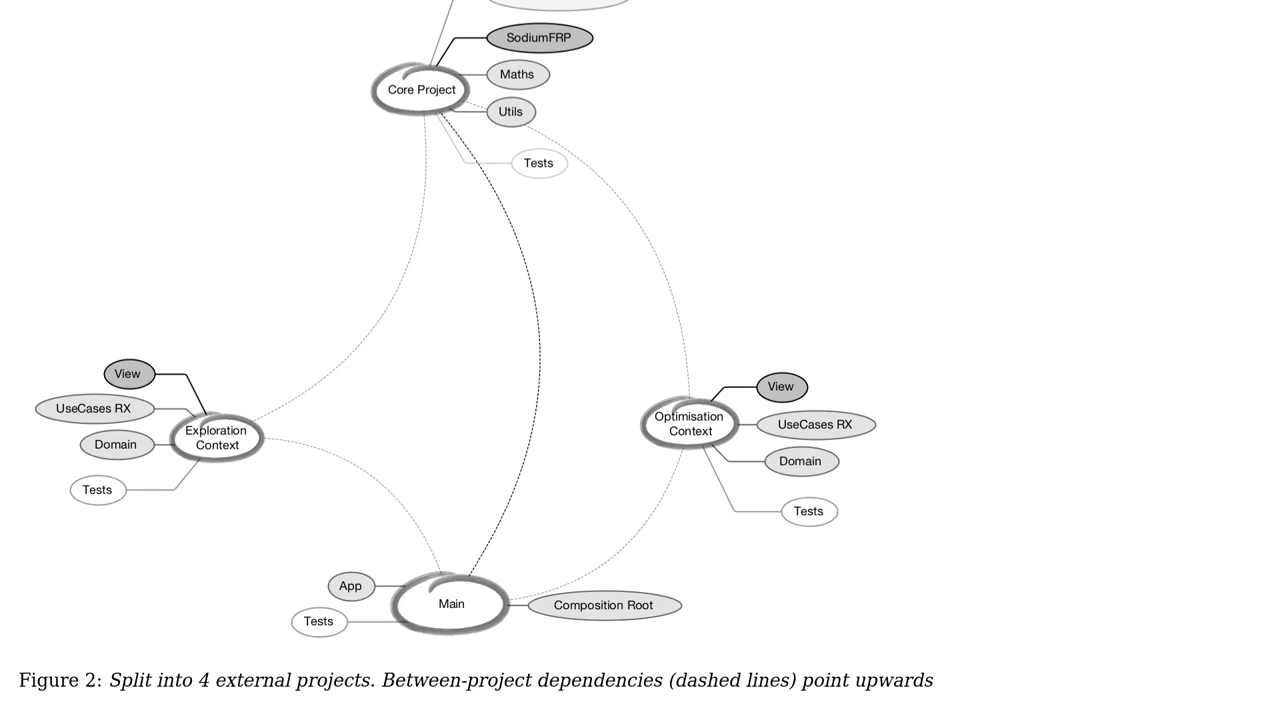 SodiumFRP
Core Project
Maths
Utils
Tests
View
UseCases RX
Exploration
Context
Domain
Tests
Optimisation
Context
View
UseCases RX
Domain
Tests
App
Main
Composition Root
Tests
Figure 2: Split into 4 external projects. Between-project dependencies (dashed lines) point upwards